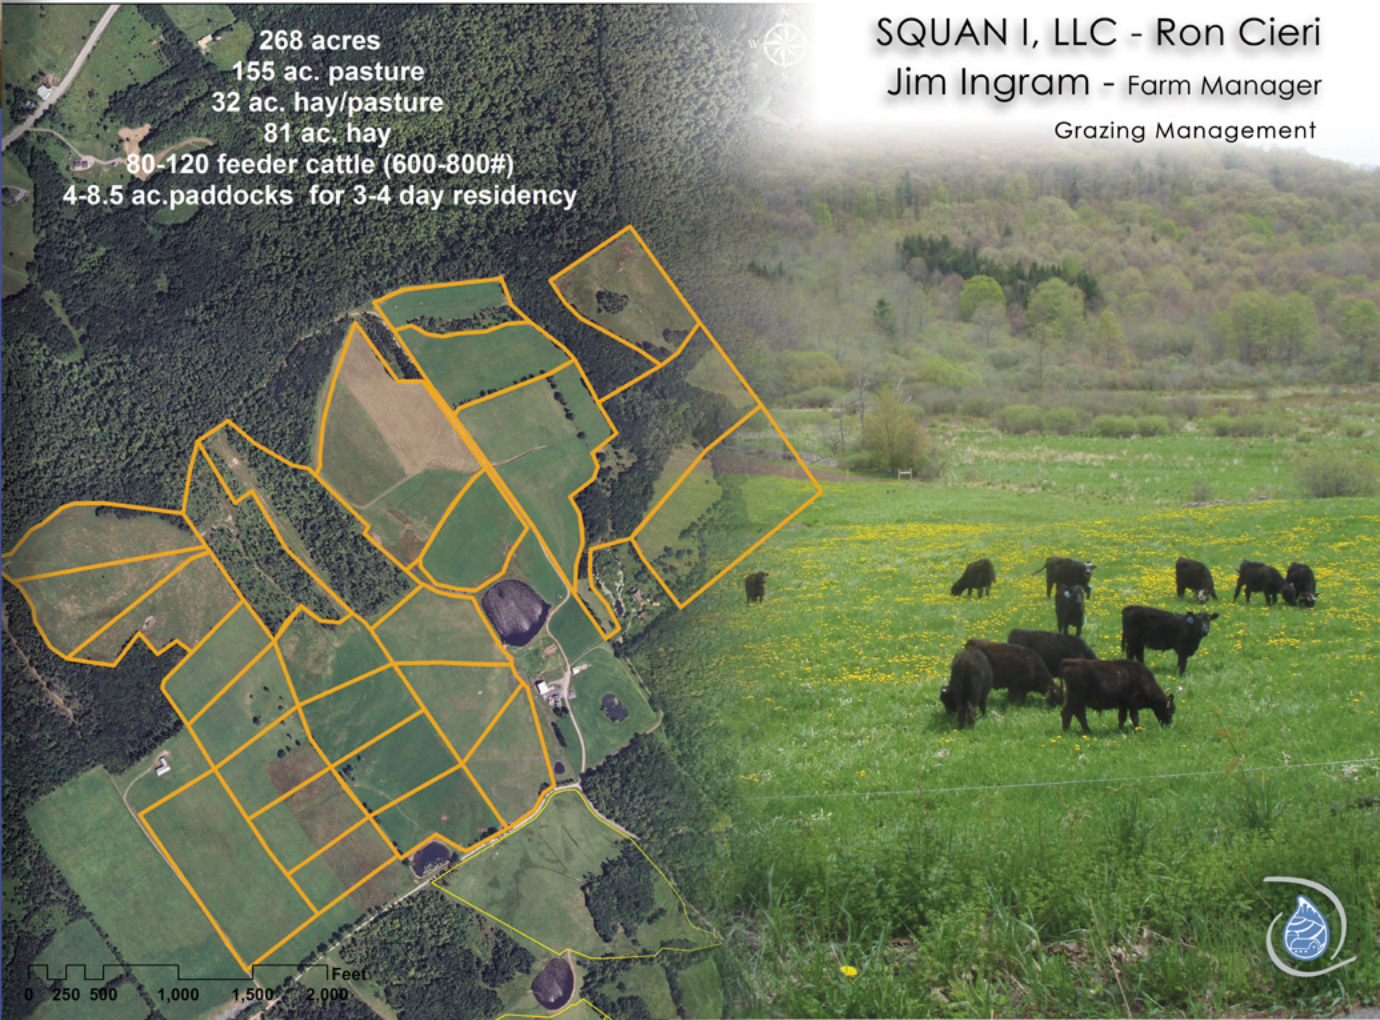 268 acres
155 ac. pasture
32 ac. hay/pasture
81 ac. hay
80-120 feeder cattle (600-800#)
4-8.5 ac.paddocks for 3-4 day residency
W
SQUAN I, LLC - Ron Cieri
Jim Ingram - Farm Manager
Grazing Management
Feet
0 250 500 1,000 1,500 2,000